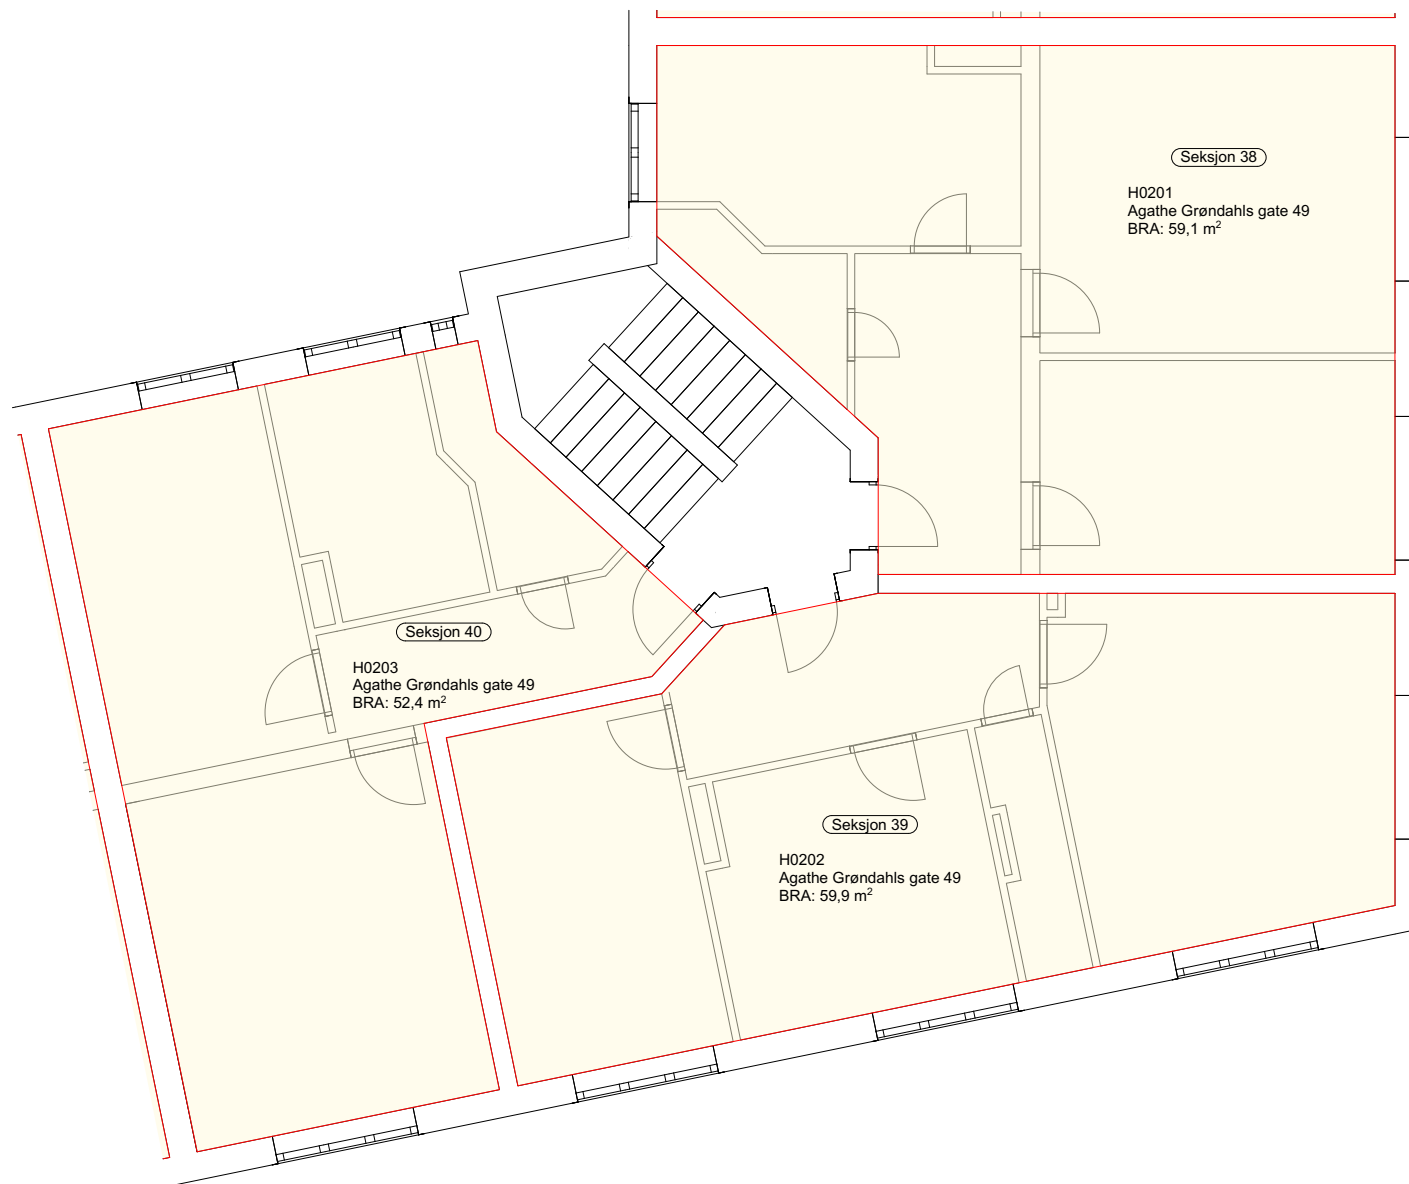 Seksjon 38
H0201
Agathe Grøndahls gate 49
BRA: 59,1 m²
Seksjon 40
H0203
Agathe Grøndahls gate 49
BRA: 52,4 m²
Seksjon 39
H0202
Agathe Grøndahls gate 49
BRA: 59,9 m²